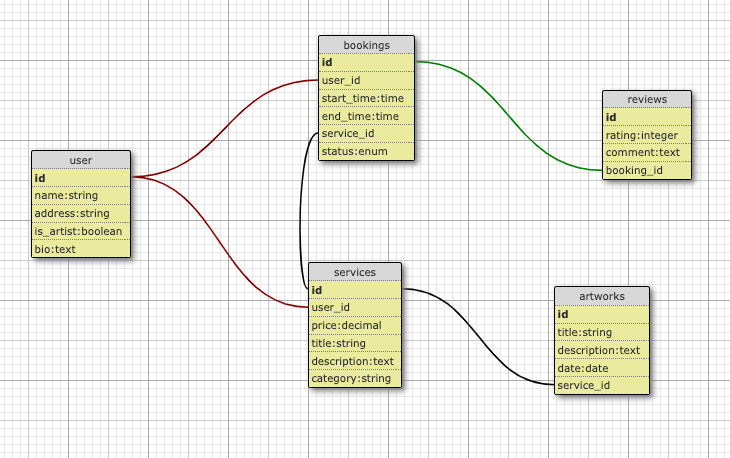 user
id
name:string
address:string
is_artist:boolean
bio:text
bookings
id
user_id
start_time:time
end_time:time
service_id
status:enum
services
id
user_id
price:decimal
title:string
description:text
category:string
reviews
id
rating:integer
comment:text
booking_id
artworks
id
title:string
description:text
date:date
service_id